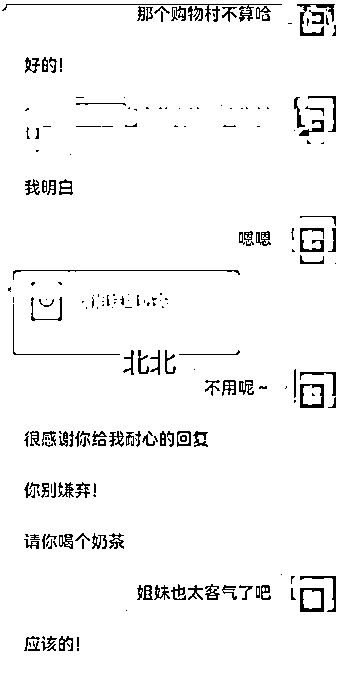 那个购物村不算哈
好的！
我明白
嗯嗯
北北
不用呢～
很感谢你给我耐心的回复
你别嫌弃！
请你喝个奶茶
姐妹也太客气了吧
应该的！